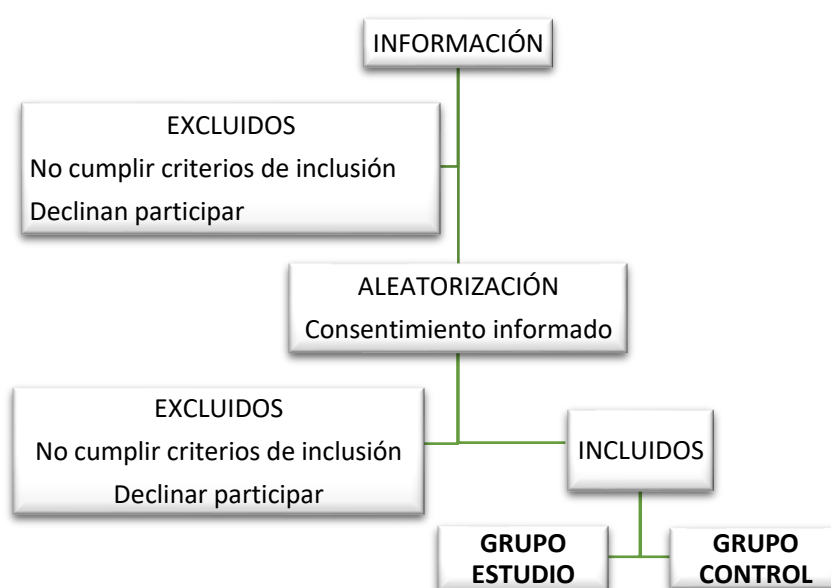 INFORMACIÓN
EXCLUIDOS
No cumplir criterios de inclusión
Declinan participar
ALEATORIZACIÓN
Consentimiento informado
EXCLUIDOS
No cumplir criterios de inclusión
Declinar participar
INCLUIDOS
GRUPO
ESTUDIO
GRUPO
CONTROL